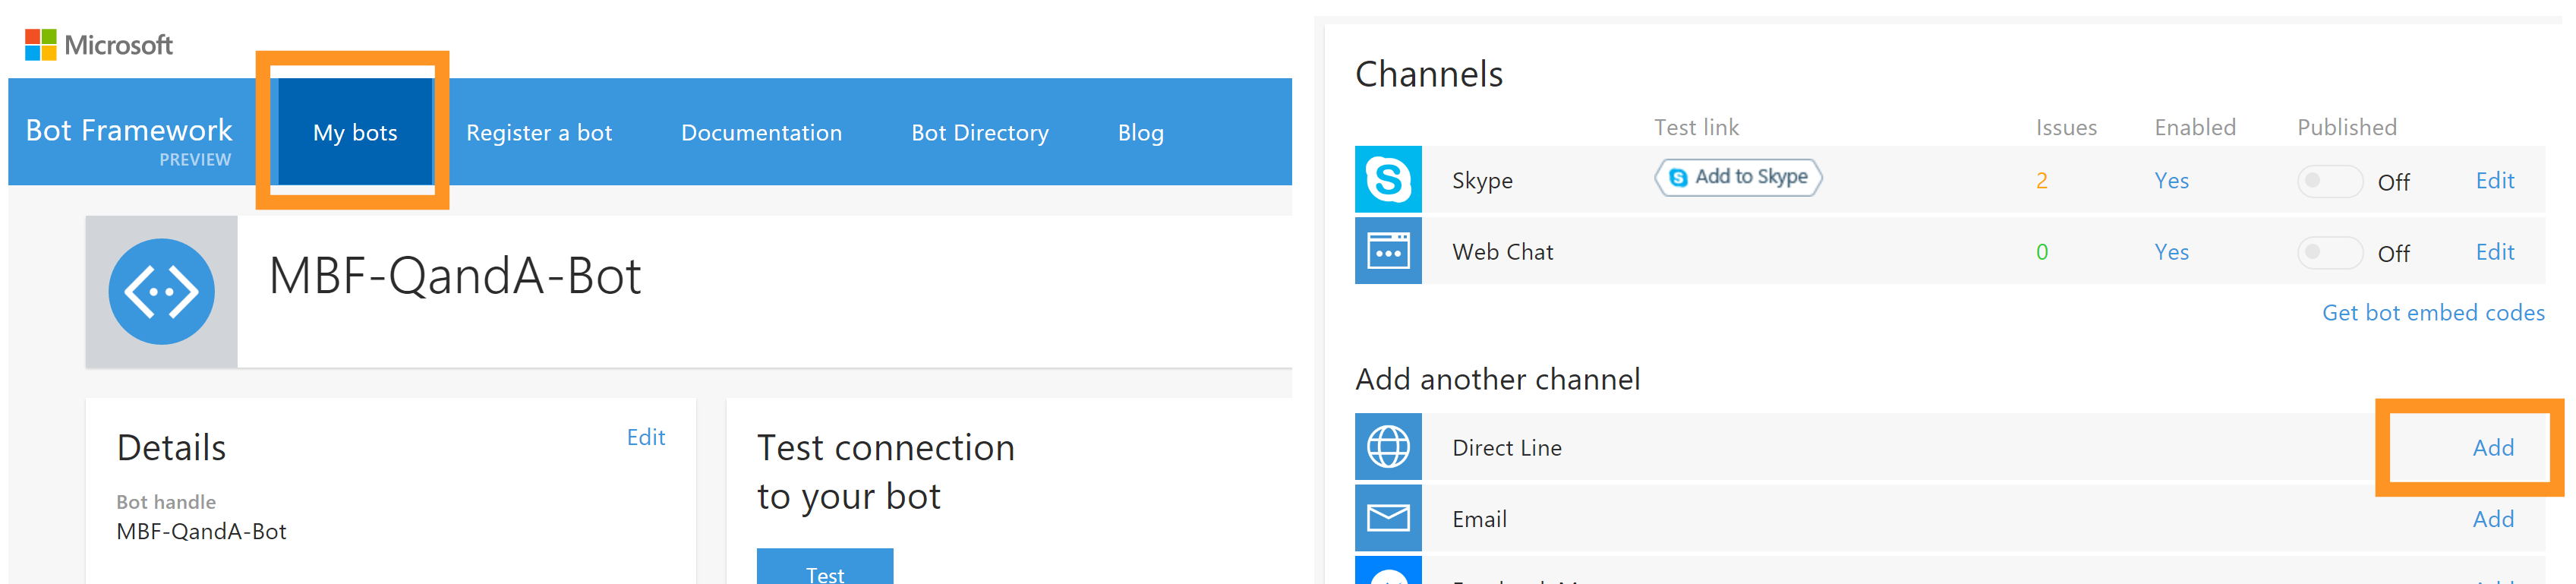 Microsoft
Bot Framework
PREVIEW
My bots
Register a bot
Documentation
Bot Directory
Blog
MBF-QandA-Bot
Details
Edit
Bot handle
MBF-QandA-Bot
Test connection
to your bot
Test
Channels
Test link Issues Enabled Published
Skype Add to Skype 2 Yes Off Edit
Web Chat 0 Yes Off Edit
Get bot embed codes
Add another channel
Direct Line Add
Email Add